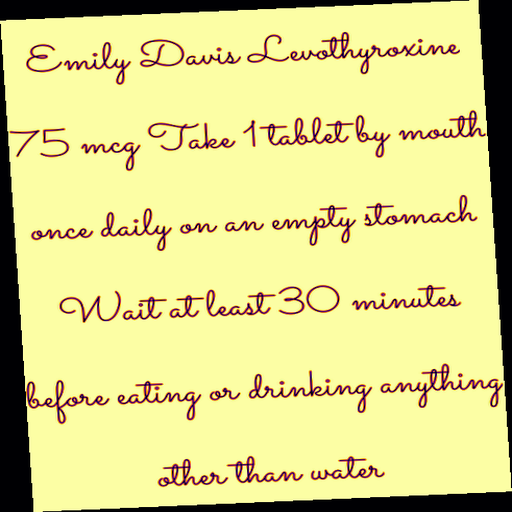 Emily Davis Levothyroxine
75 mcg Take 1 tablet by mouth
once daily on an empty stomach
Wait at least 30 minutes
before eating or drinking anything
other than water